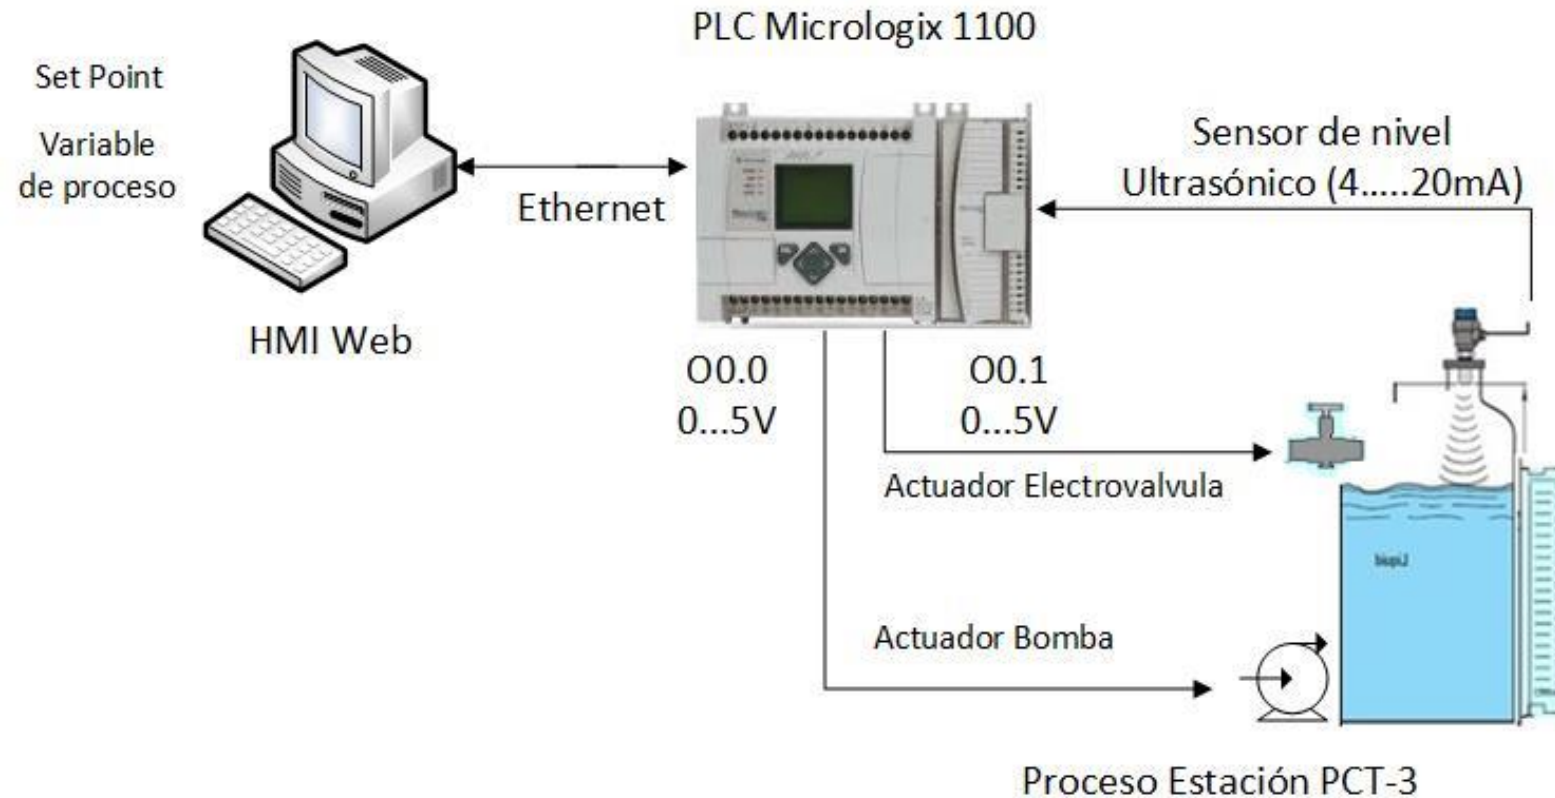 PLC Micrologix 1100
Set Point
Variable
de proceso
Ethernet
HMI Web
Sensor de nivel
Ultrasónico (4.....20mA)
O0.0
0...5V
O0.1
0...5V
Actuador Electrovalvula
Liquid
Actuador Bomba
Proceso Estación PCT-3